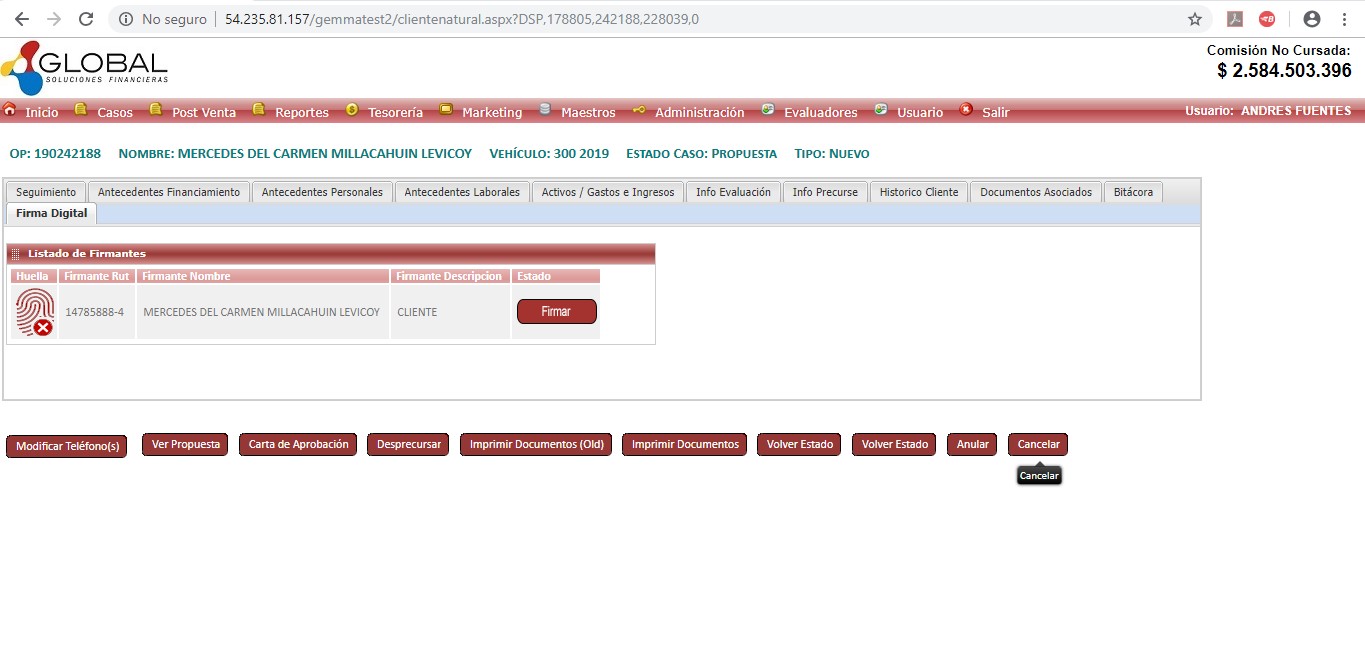 No seguro 54.235.81.157/gemmatest2/clientenatural.aspx?DSP,178805,242188,228039,0
GLOBAL
SOLUCIONES FINANCIERAS
Comisión No Cursada:
$ 2.584.503.396
Inicio Casos Post Venta Reportes Tesorería Marketing Maestros Administración Evaluadores Usuario Salir Usuario: ANDRES FUENTES
OP: 190242188 NOMBRE: MERCEDES DEL CARMEN MILLACAHUIN LEVICOY VEHÍCULO: 300 2019 ESTADO CASO: PROPUESTA TIPO: NUEVO
Seguimiento Antecedentes Financiamiento Antecedentes Personales Antecedentes Laborales Activos / Gastos e Ingresos Info Evaluación Info Precurse Historico Cliente Documentos Asociados Bitácora
Firma Digital
Listado de Firmantes
Huella Firmante Rut Firmante Nombre Firmante Descripcion Estado
14785888-4 MERCEDES DEL CARMEN MILLACAHUIN LEVICOY CLIENTE Firmar
Modificar Teléfono(s) Ver Propuesta Carta de Aprobación Desprecursar Imprimir Documentos (Old) Imprimir Documentos Volver Estado Volver Estado Anular Cancelar
Cancelar